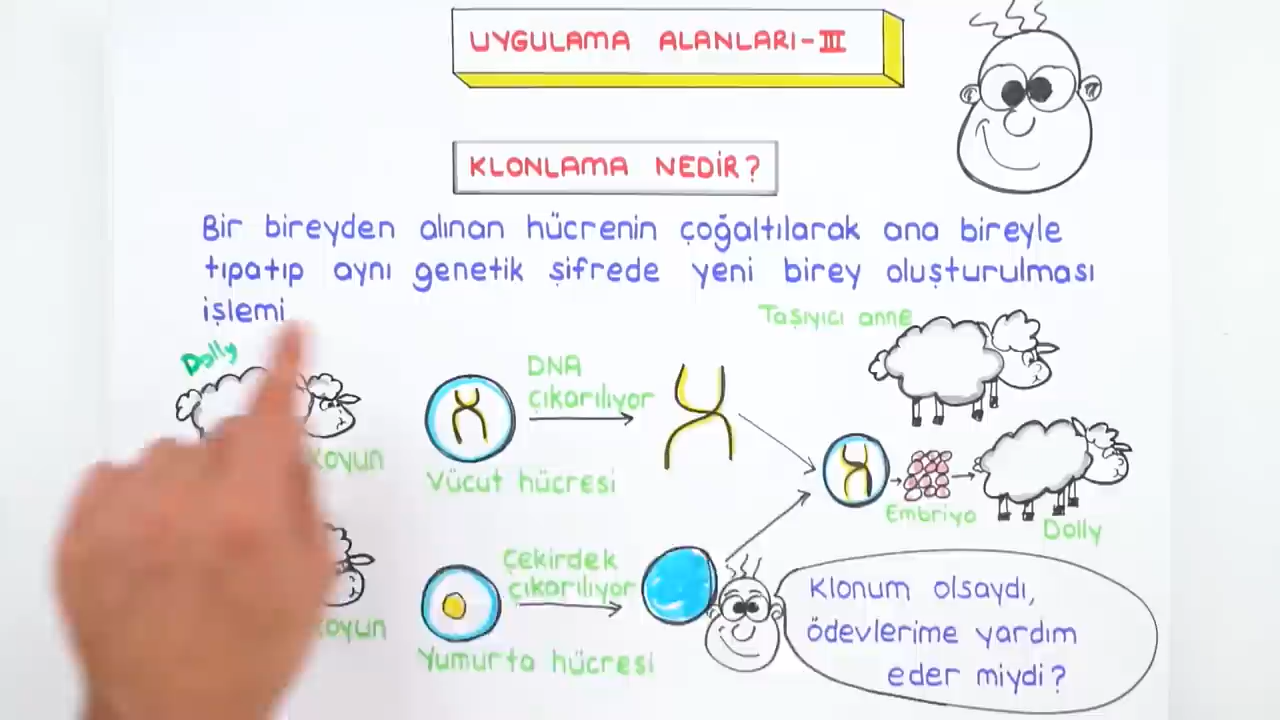 UYGULAMA ALANLARI-III
KLONLAMA NEDİR?
Bir bireyden alınan hücrenin çoğaltılarak ana bireyle
tıpatıp aynı genetik şifrede yeni birey oluşturulması
işlemi
Dolly
Koyun
DNA
çıkarılıyor
Vücut hücresi
Taşıyıcı anne
Embriyo
Dolly
Koyun
Çekirdek
çıkarılıyor
Yumurta hücresi
Klonum olsaydı,
ödevlerime yardım
eder miydi?